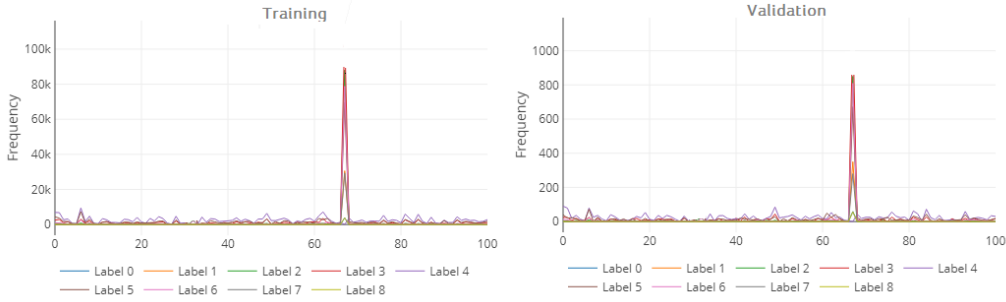 Training
100k
80k
60k
40k
20k
0
Frequency
0 20 40 60 80 100
Label 0 Label 1 Label 2 Label 3 Label 4
Label 5 Label 6 Label 7 Label 8
Validation
1000
800
600
400
200
0
Frequency
0 20 40 60 80 100
Label 0 Label 1 Label 2 Label 3 Label 4
Label 5 Label 6 Label 7 Label 8